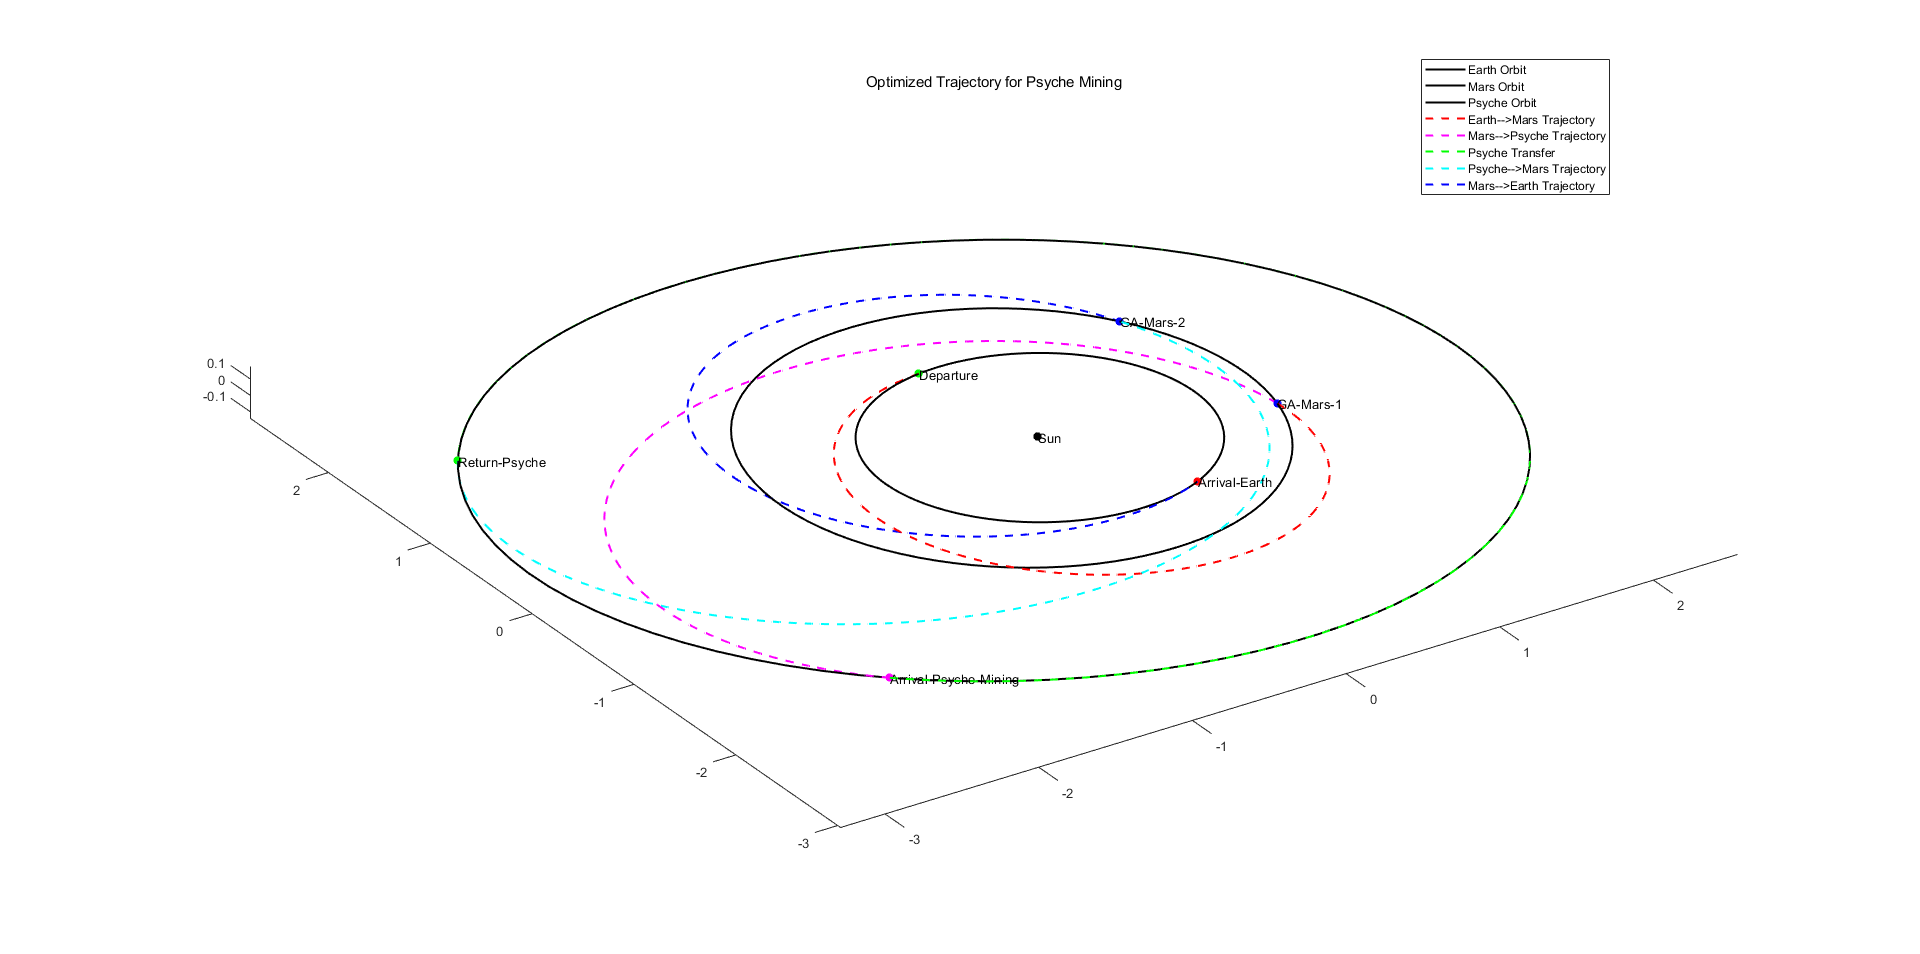 Optimized Trajectory for Psyche Mining
Earth Orbit
Mars Orbit
Psyche Orbit
Earth-->Mars Trajectory
Mars-->Psyche Trajectory
Psyche Transfer
Psyche-->Mars Trajectory
Mars-->Earth Trajectory
GA-Mars-2
Departure
GA-Mars-1
Sun
Return-Psyche
Arrival-Earth
Arrival-Psyche-Mining
0.1
0
-0.1
2
1
0
-1
-2
-3
2
1
0
-1
-2
-3